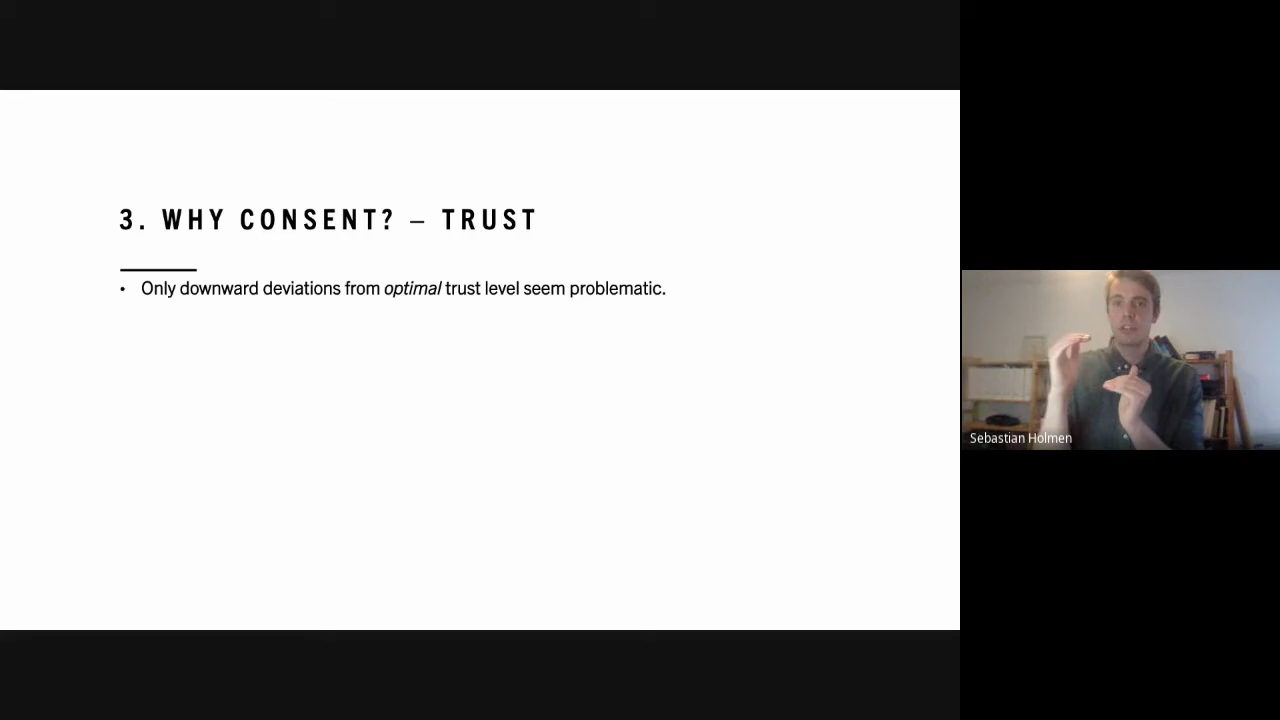 3. WHY CONSENT? – TRUST
• Only downward deviations from optimal trust level seem problematic.
Sebastian Holmen